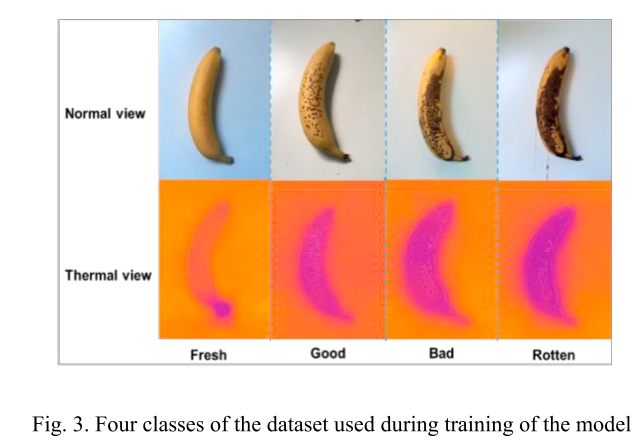 Normal view
Thermal view
Fresh Good Bad Rotten
Fig. 3. Four classes of the dataset used during training of the model